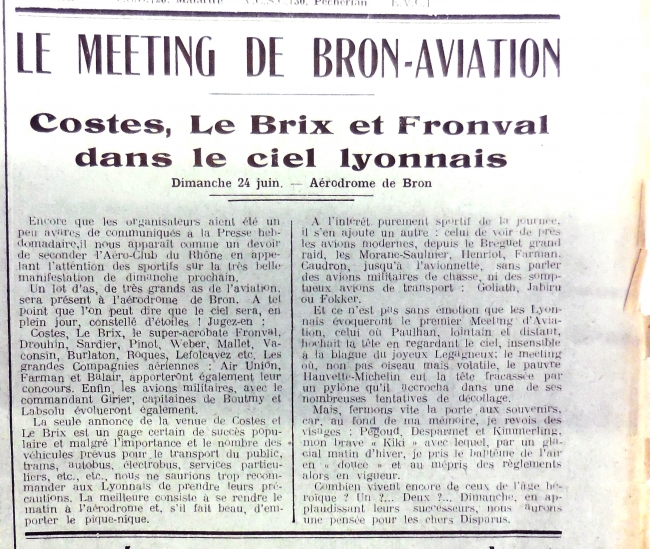 LE MEETING DE BRON-AVIATION
Costes, Le Brix et Fronval
dans le ciel lyonnais
Dimanche 24 juin. — Aérodrome de Bron
Encore que les organisateurs aient été un
peu avares de communiqués à la Presse heb-
domadaire,il nous apparaît comme un devoir
de seconder l'Aéro-Club du Rhône en appe-
lant l'attention des sportifs sur la très belle
manifestation de dimanche prochain.
Un lot d'as, de très grands as de l'aviation,
sera présent à l'aérodrome de Bron. A tel
point que l'on peut dire que le ciel sera, en
plein jour, constellé d'étoiles ! Jugez-en :
Costes, Le Brix, le super-acrobate Fronval,
Drouhin, Sardier, Pinot, Weber, Mallet, Va-
consin, Burlaton, Roques, Lefolcavez etc. Les
grandes Compagnies aériennes : Air Union,
Farman et Balair, apporteront également leur
concours. Enfin, les avions militaires, avec le
commandant Girier, capitaines de Boutmy et
Labsolu évolueront également.
La seule annonce de la venue de Costes et
Le Brix est un gage certain de succès popu-
laire et malgré l'importance et le nombre des
véhicules prévus pour le transport du public,
trams, autobus, électrobus, services particu-
liers, etc., etc., nous ne saurions trop recom-
mander aux Lyonnais de prendre leurs pré-
cautions. La meilleure consiste à se rendre le
matin à l'aérodrome et, s'il fait beau, d'em-
porter le pique-nique.
A l'intérêt purement sportif de la journée,
il s'en ajoute un autre : celui de voir de près
les avions modernes, depuis le Breguet grand
raid, les Morane-Saulnier, Henriot, Farman,
Caudron, jusqu'à l'avionnette, sans parler
des avions militaires de chasse, ni des somp-
tueux avions de transport : Goliath, Jabiru
ou Fokker.
Et ce n'est pas sans émotion que les Lyon-
nais évoqueront le premier Meeting d'Avia-
tion, celui où Paulhan, lointain et distant,
hochait la tête en regardant le ciel, insensible
à la blague du joyeux Legagneux; le meeting
où, non pas oiseau mais volatile, le pauvre
Hauvette-Michelin eut la tête fracassée par
un pylône qu'il accrocha dans une de ses
nombreuses tentatives de décollage.
Mais, fermons vite la porte aux souvenirs,
car, au fond de ma mémoire, je revois des
visages : Pégoud, Desparmet et Kimmerling,
mon brave « Kiki » avec lequel, par un gla-
cial matin d'hiver, je pris le baptême de l'air
en « douce » et au mépris des règlements
alors en vigueur.
Combien vivent encore de ceux de l'âge hé-
roïque ? Un ?... Deux ?... Dimanche, en ap-
plaudissant leurs successeurs, nous aurons
une pensée pour les chers Disparus.